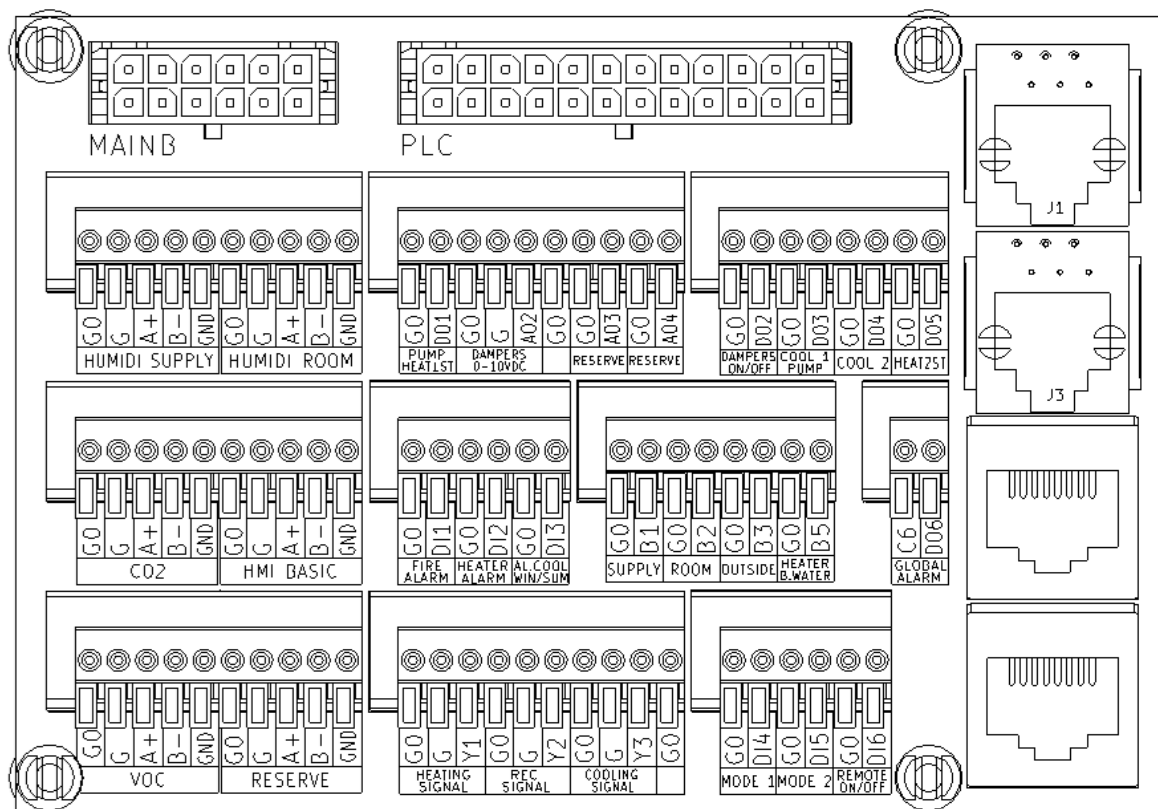 MAINB PLC
J1
G0 G A+ B- GND G0 G A+ B- GND G0 DO1 G0 G AO2 G0 G0 AO3 G0 AO4 G0 DO2 G0 DO3 G0 DO4 G0 DO5
HUMIDI SUPPLY HUMIDI ROOM PUMP HEAT1ST DAMPERS 0-10VDC RESERVE RESERVE DAMPERS ON/OFF COOL 1 PUMP COOL 2 HEAT2ST
J3
G0 G A+ B- GND G0 G A+ B- GND G0 DI1 G0 DI2 G0 DI3 G0 B1 G0 B2 G0 B3 G0 B5 C6 DO6
CO2 HMI BASIC FIRE ALARM HEATER ALARM AL.COOL WIN/SUM SUPPLY ROOM OUTSIDE HEATER B.WATER GLOBAL ALARM
G0 G A+ B- GND G0 G A+ B- GND G0 G Y1 G0 G Y2 G0 G Y3 G0 G0 DI4 G0 DI5 G0 DI6
VOC RESERVE HEATING SIGNAL REC SIGNAL COOLING SIGNAL MODE 1 MODE 2 REMOTE ON/OFF